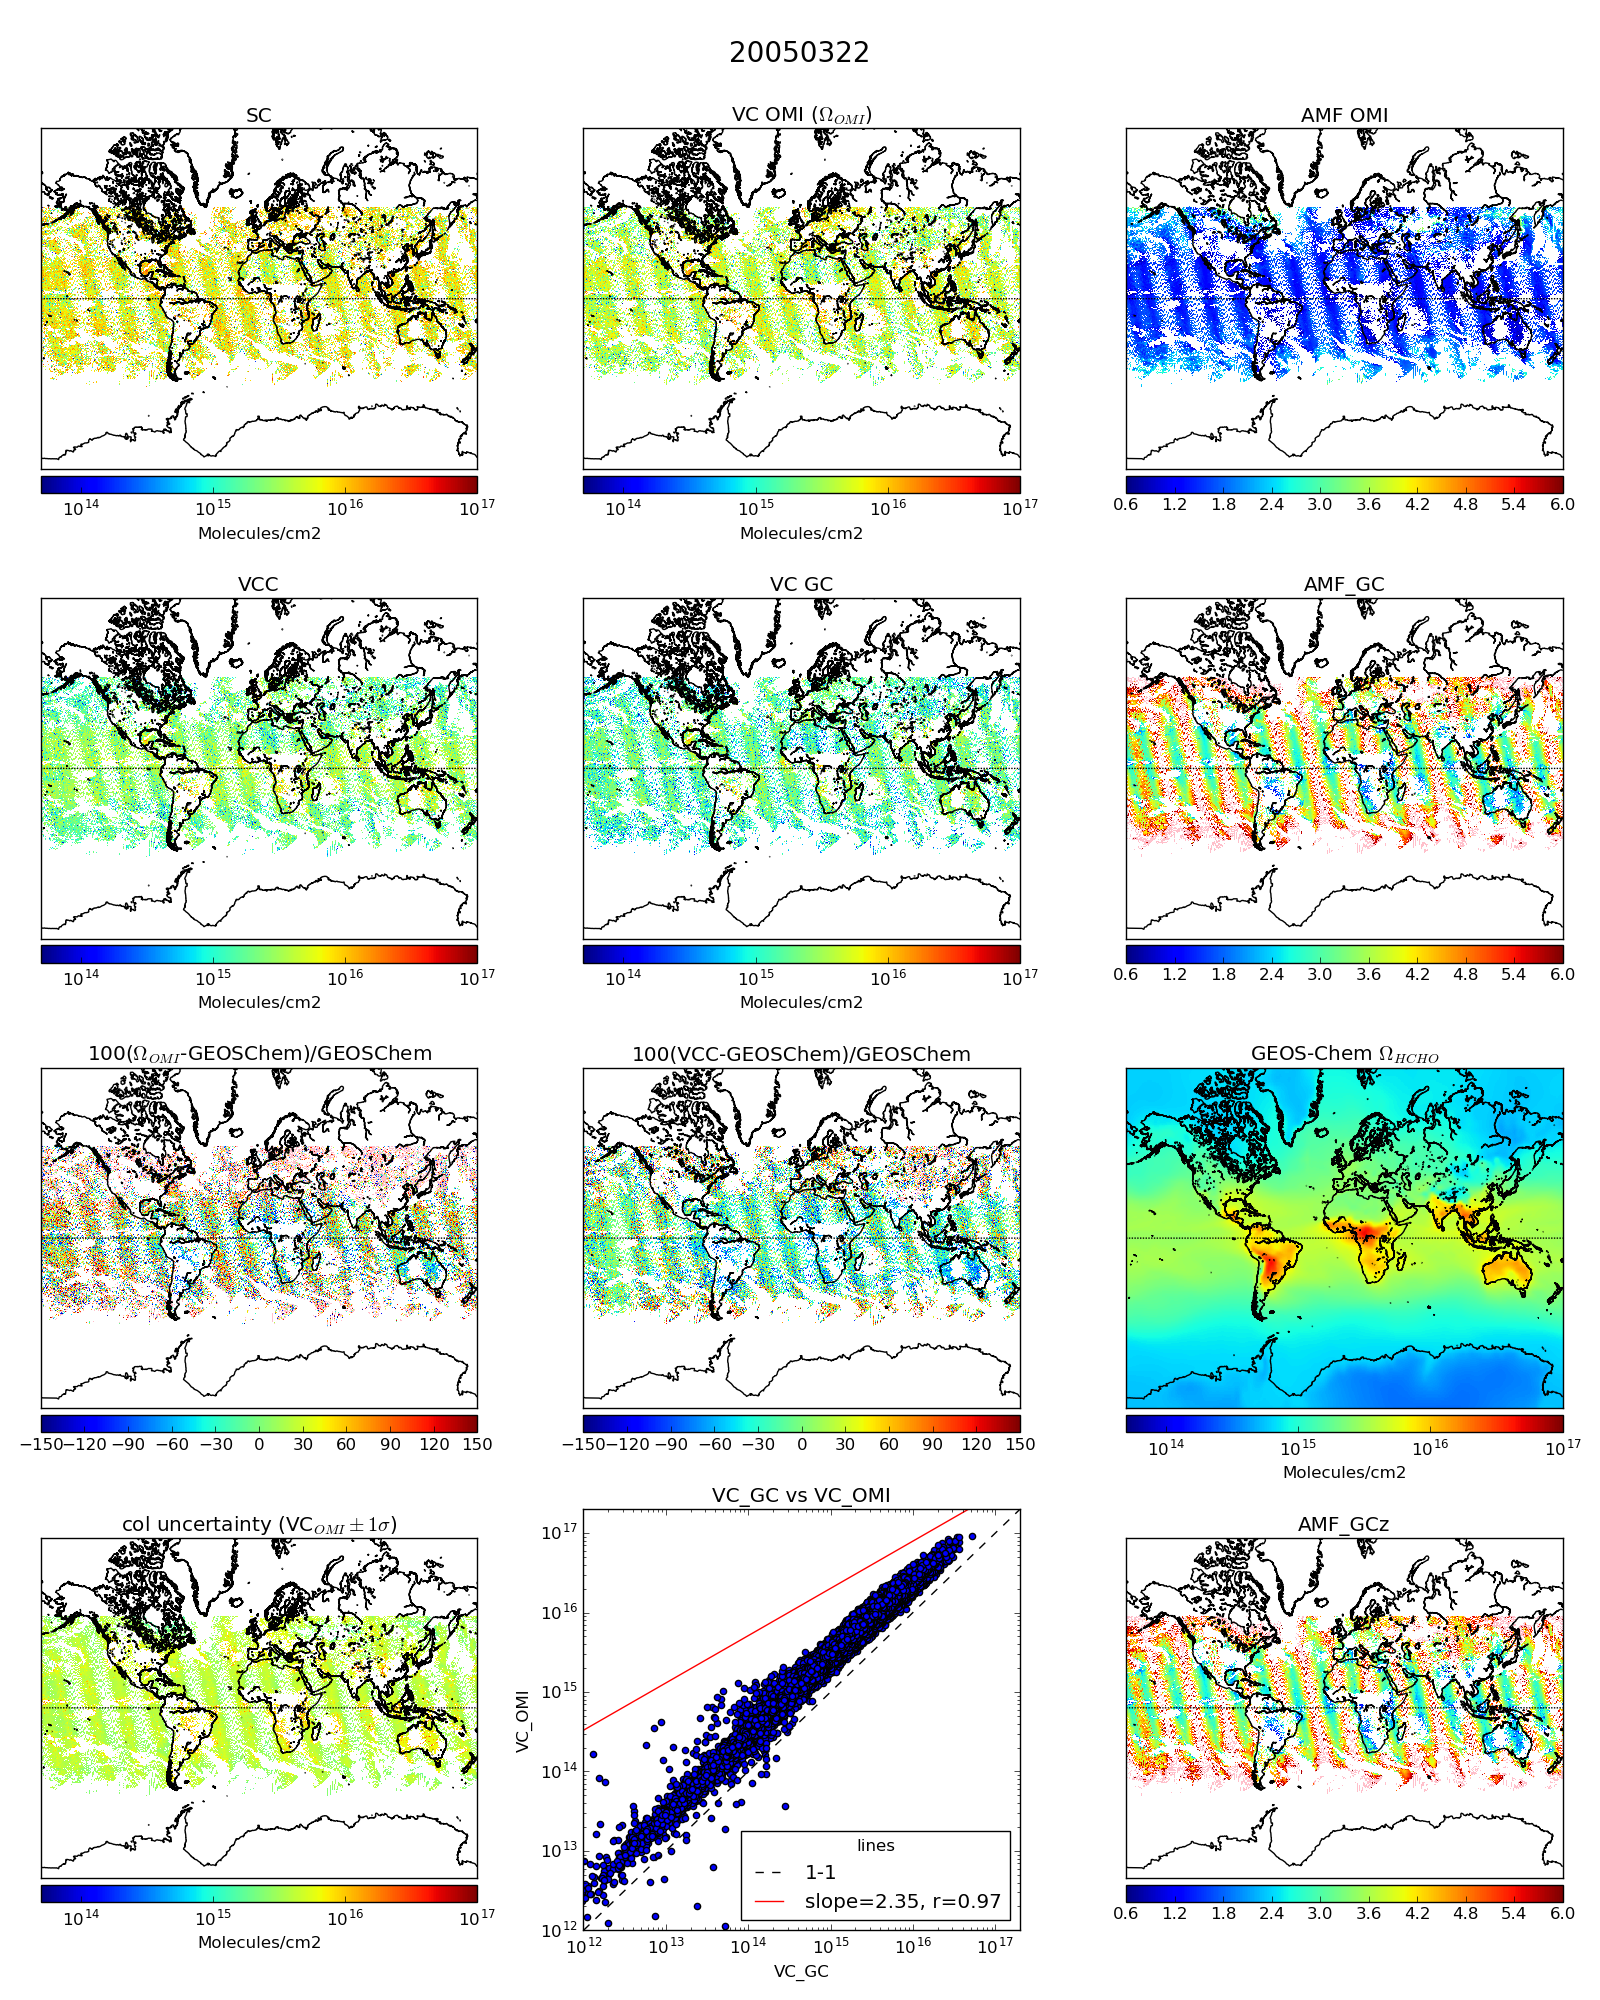 20050322
SC
VC OMI (Ω_OMI)
AMF OMI
10^14 10^15 10^16 10^17
Molecules/cm2
10^14 10^15 10^16 10^17
Molecules/cm2
0.6 1.2 1.8 2.4 3.0 3.6 4.2 4.8 5.4 6.0
VCC
VC GC
AMF_GC
10^14 10^15 10^16 10^17
Molecules/cm2
10^14 10^15 10^16 10^17
Molecules/cm2
0.6 1.2 1.8 2.4 3.0 3.6 4.2 4.8 5.4 6.0
100(Ω_OMI-GEOSChem)/GEOSChem
100(VCC-GEOSChem)/GEOSChem
GEOS-Chem Ω_HCHO
−150 −120 −90 −60 −30 0 30 60 90 120 150
−150 −120 −90 −60 −30 0 30 60 90 120 150
10^14 10^15 10^16 10^17
Molecules/cm2
col uncertainty (VC_OMI ± 1σ)
10^14 10^15 10^16 10^17
Molecules/cm2
VC_GC vs VC_OMI
10^17
10^16
10^15
10^14
10^13
10^12
VC_OMI
lines
1-1
slope=2.35, r=0.97
10^12 10^13 10^14 10^15 10^16 10^17
VC_GC
AMF_GCz
0.6 1.2 1.8 2.4 3.0 3.6 4.2 4.8 5.4 6.0